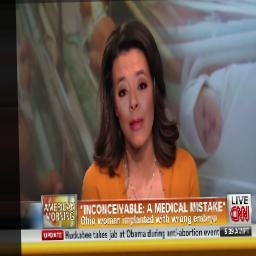 AMERICAN
MORNING
"INCONCEIVABLE: A MEDICAL MISTAKE"
Ohio woman implanted with wrong embryo
LIVE
CNN
UPDATE
Huckabee takes jab at Obama during anti-abortion event